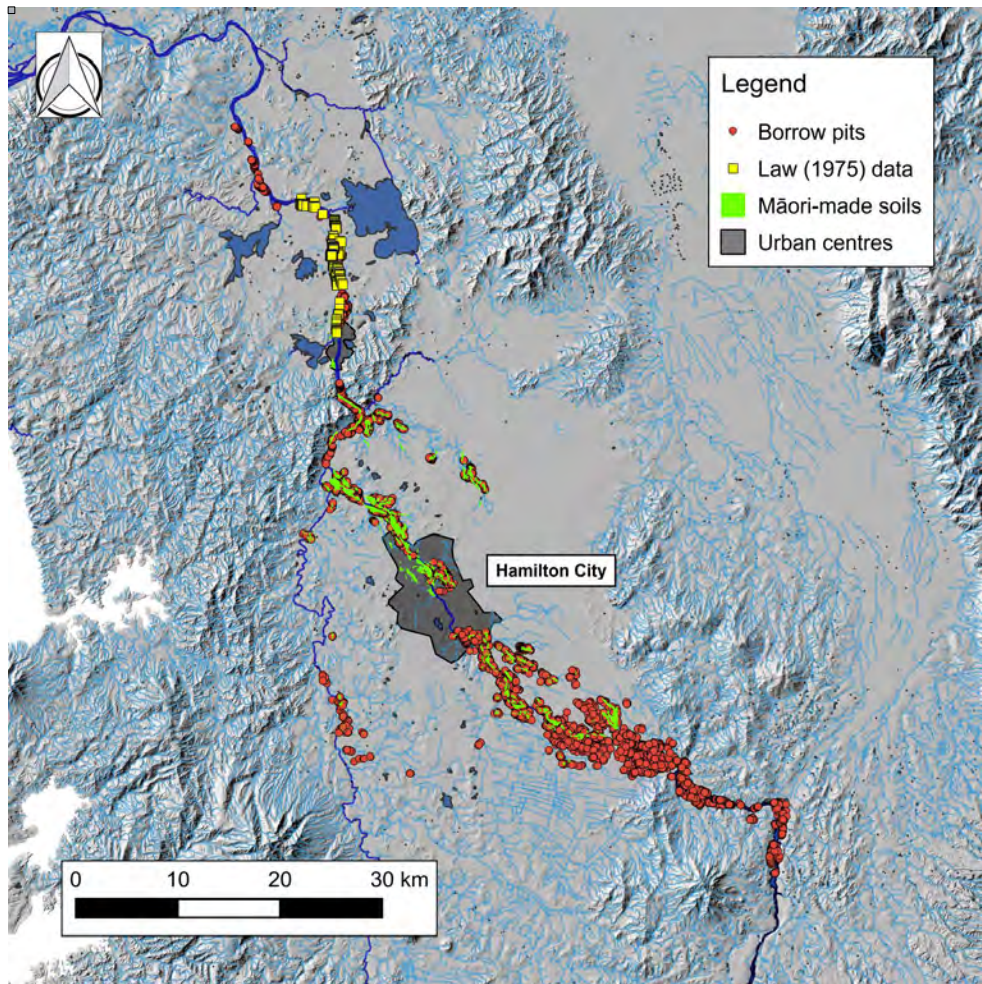 Legend
Borrow pits
Law (1975) data
Māori-made soils
Urban centres
Hamilton City
0 10 20 30 km